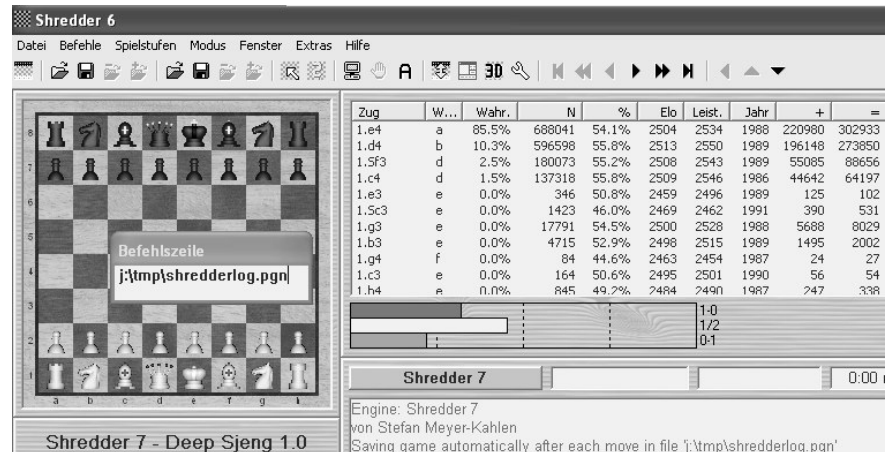 Shredder 6
Datei Befehle Spielstufen Modus Fenster Extras Hilfe
A 3D
8
7
6
5
4
3
2
1
a b c d e f g h
Befehlszeile
j:\tmp\shredderlog.pgn
Shredder 7 - Deep Sjeng 1.0
Zug W... Wahr. N % Elo Leist. Jahr + =
1.e4 a 85.5% 688041 54.1% 2504 2534 1988 220980 302933
1.d4 b 10.3% 596598 55.8% 2513 2550 1989 196148 273850
1.Sf3 d 2.5% 180073 55.2% 2508 2543 1989 55085 88656
1.c4 d 1.5% 137318 55.8% 2509 2546 1986 44642 64197
1.e3 e 0.0% 346 50.8% 2459 2496 1989 125 102
1.Sc3 e 0.0% 1423 46.0% 2469 2462 1991 390 531
1.g3 e 0.0% 17791 54.5% 2500 2528 1988 5688 8029
1.b3 e 0.0% 4715 52.9% 2498 2515 1989 1495 2002
1.g4 f 0.0% 84 44.6% 2463 2454 1987 24 27
1.c3 e 0.0% 164 50.6% 2495 2501 1990 56 54
1.h4 e 0.0% 845 49.2% 2484 2490 1987 247 338
1-0
1/2
0-1
Shredder 7 0:00
Engine: Shredder 7
von Stefan Meyer-Kahlen
Saving game automatically after each move in file 'j:\tmp\shredderlog.pgn'